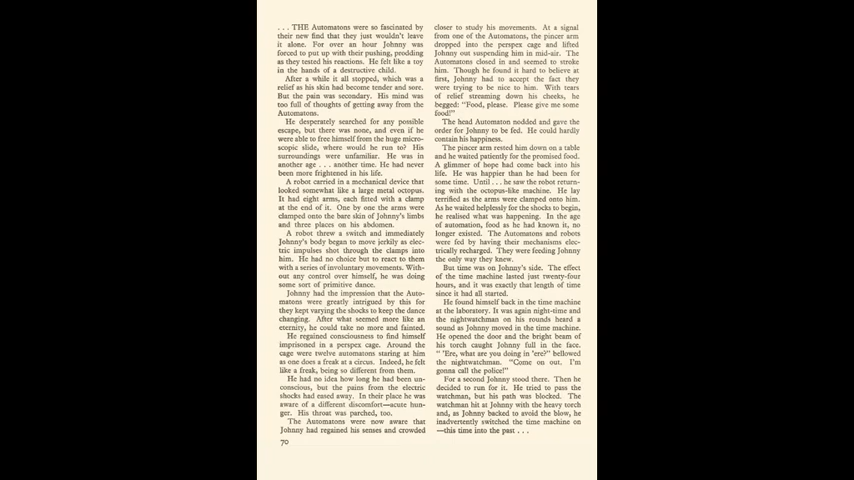 . . . THE Automatons were so fascinated by
their new find that they just wouldn't leave
it alone. For over an hour Johnny was
forced to put up with their pushing, prodding
as they tested his reactions. He felt like a toy
in the hands of a destructive child.
After a while it all stopped, which was a
relief as his skin had become tender and sore.
But the pain was secondary. His mind was
too full of thoughts of getting away from the
Automatons.
He desperately searched for any possible
escape, but there was none, and even if he
were able to free himself from the huge micro-
scopic slide, where would he run to? His
surroundings were unfamiliar. He was in
another age . . . another time. He had never
been more frightened in his life.
A robot carried in a mechanical device that
looked somewhat like a large metal octopus.
It had eight arms, each fitted with a clamp
at the end of it. One by one the arms were
clamped onto the bare skin of Johnny's limbs
and three places on his abdomen.
A robot threw a switch and immediately
Johnny's body began to move jerkily as elec-
tric impulses shot through the clamps into
him. He had no choice but to react to them
with a series of involuntary movements. With-
out any control over himself, he was doing
some sort of primitive dance.
Johnny had the impression that the Auto-
matons were greatly intrigued by this for
they kept varying the shocks to keep the dance
changing. After what seemed more like an
eternity, he could take no more and fainted.
He regained consciousness to find himself
imprisoned in a perspex cage. Around the
cage were twelve automatons staring at him
as one does a freak at a circus. Indeed, he felt
like a freak, being so different from them.
He had no idea how long he had been un-
conscious, but the pains from the electric
shocks had eased away. In their place he was
aware of a different discomfort—acute hun-
ger. His throat was parched, too.
The Automatons were now aware that
Johnny had regained his senses and crowded
70
closer to study his movements. At a signal
from one of the Automatons, the pincer arm
dropped into the perspex cage and lifted
Johnny out suspending him in mid-air. The
Automatons closed in and seemed to stroke
him. Though he found it hard to believe at
first, Johnny had to accept the fact they
were trying to be nice to him. With tears
of relief streaming down his cheeks, he
begged: "Food, please. Please give me some
food!"
The head Automaton nodded and gave the
order for Johnny to be fed. He could hardly
contain his happiness.
The pincer arm rested him down on a table
and he waited patiently for the promised food.
A glimmer of hope had come back into his
life. He was happier than he had been for
some time. Until . . . he saw the robot return-
ing with the octopus-like machine. He lay
terrified as the arms were clamped onto him.
As he waited helplessly for the shocks to begin,
he realised what was happening. In the age
of automation, food as he had known it, no
longer existed. The Automatons and robots
were fed by having their mechanisms elec-
trically recharged. They were feeding Johnny
the only way they knew.
But time was on Johnny's side. The effect
of the time machine lasted just twenty-four
hours, and it was exactly that length of time
since it had all started.
He found himself back in the time machine
at the laboratory. It was again night-time and
the nightwatchman on his rounds heard a
sound as Johnny moved in the time machine.
He opened the door and the bright beam of
his torch caught Johnny full in the face.
" 'Ere, what are you doing in 'ere?" bellowed
the nightwatchman. "Come on out. I'm
gonna call the police!"
For a second Johnny stood there. Then he
decided to run for it. He tried to pass the
watchman, but his path was blocked. The
watchman hit at Johnny with the heavy torch
and, as Johnny backed to avoid the blow, he
inadvertently switched the time machine on
—this time into the past . . .